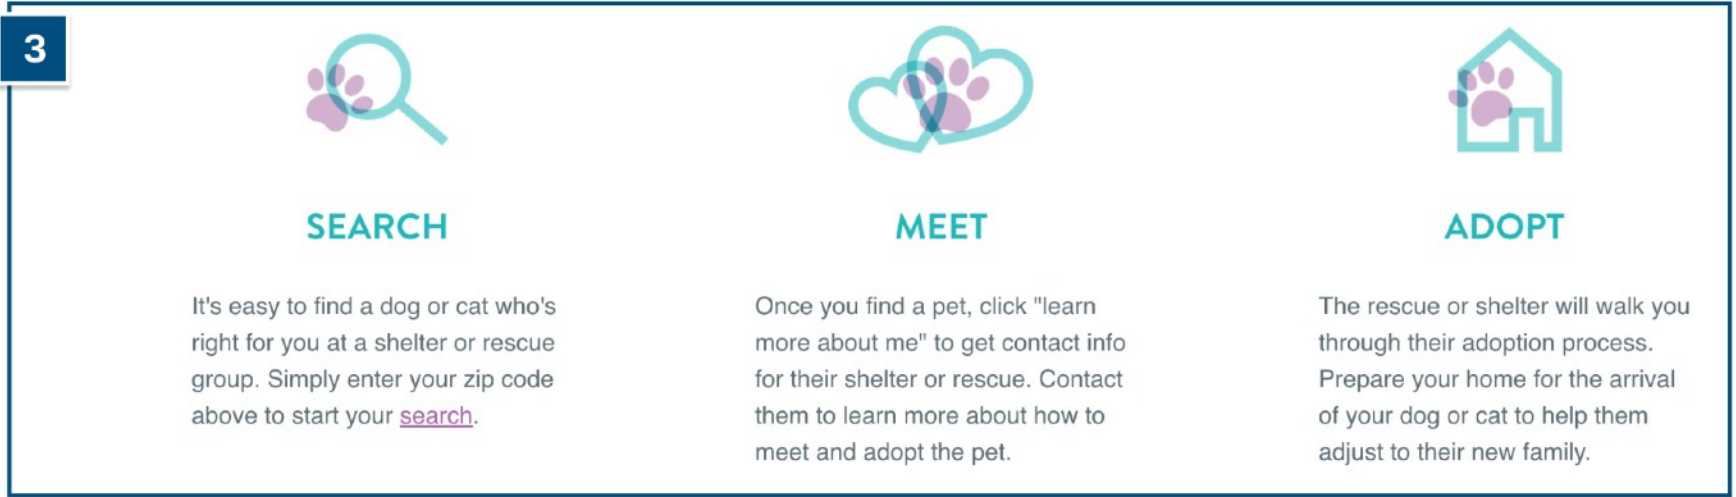 3
SEARCH
It's easy to find a dog or cat who's
right for you at a shelter or rescue
group. Simply enter your zip code
above to start your search.
MEET
Once you find a pet, click "learn
more about me" to get contact info
for their shelter or rescue. Contact
them to learn more about how to
meet and adopt the pet.
ADOPT
The rescue or shelter will walk you
through their adoption process.
Prepare your home for the arrival
of your dog or cat to help them
adjust to their new family.